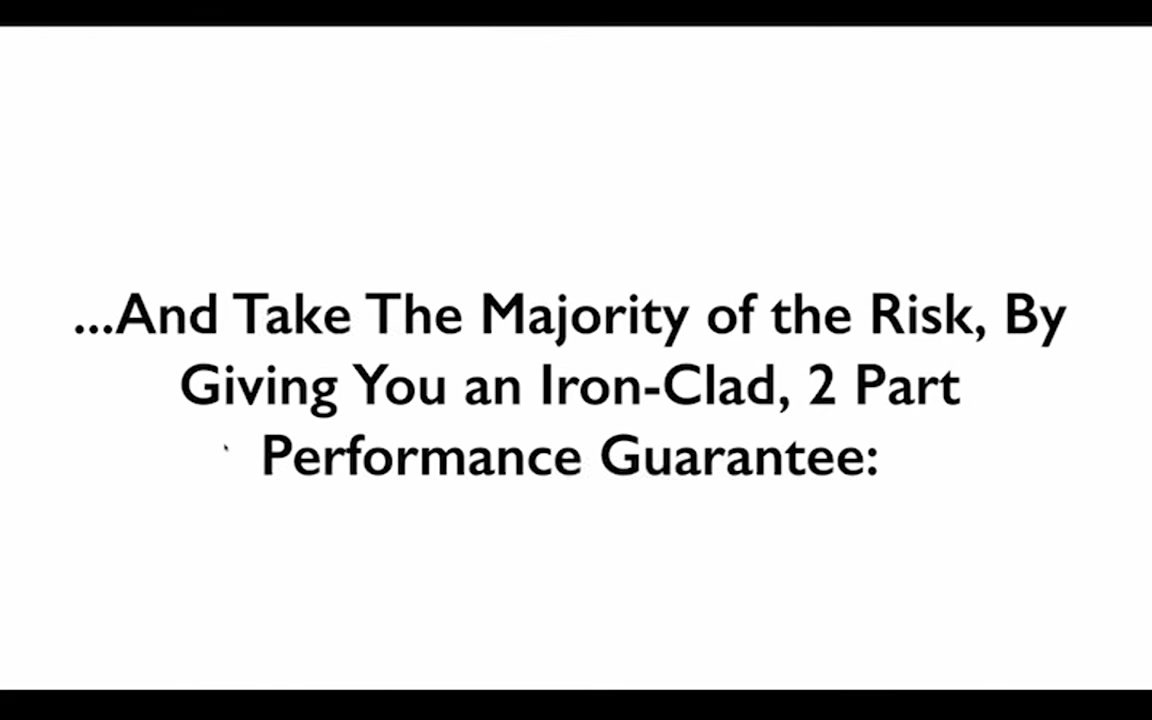 ...And Take The Majority of the Risk, By
Giving You an Iron-Clad, 2 Part
Performance Guarantee: